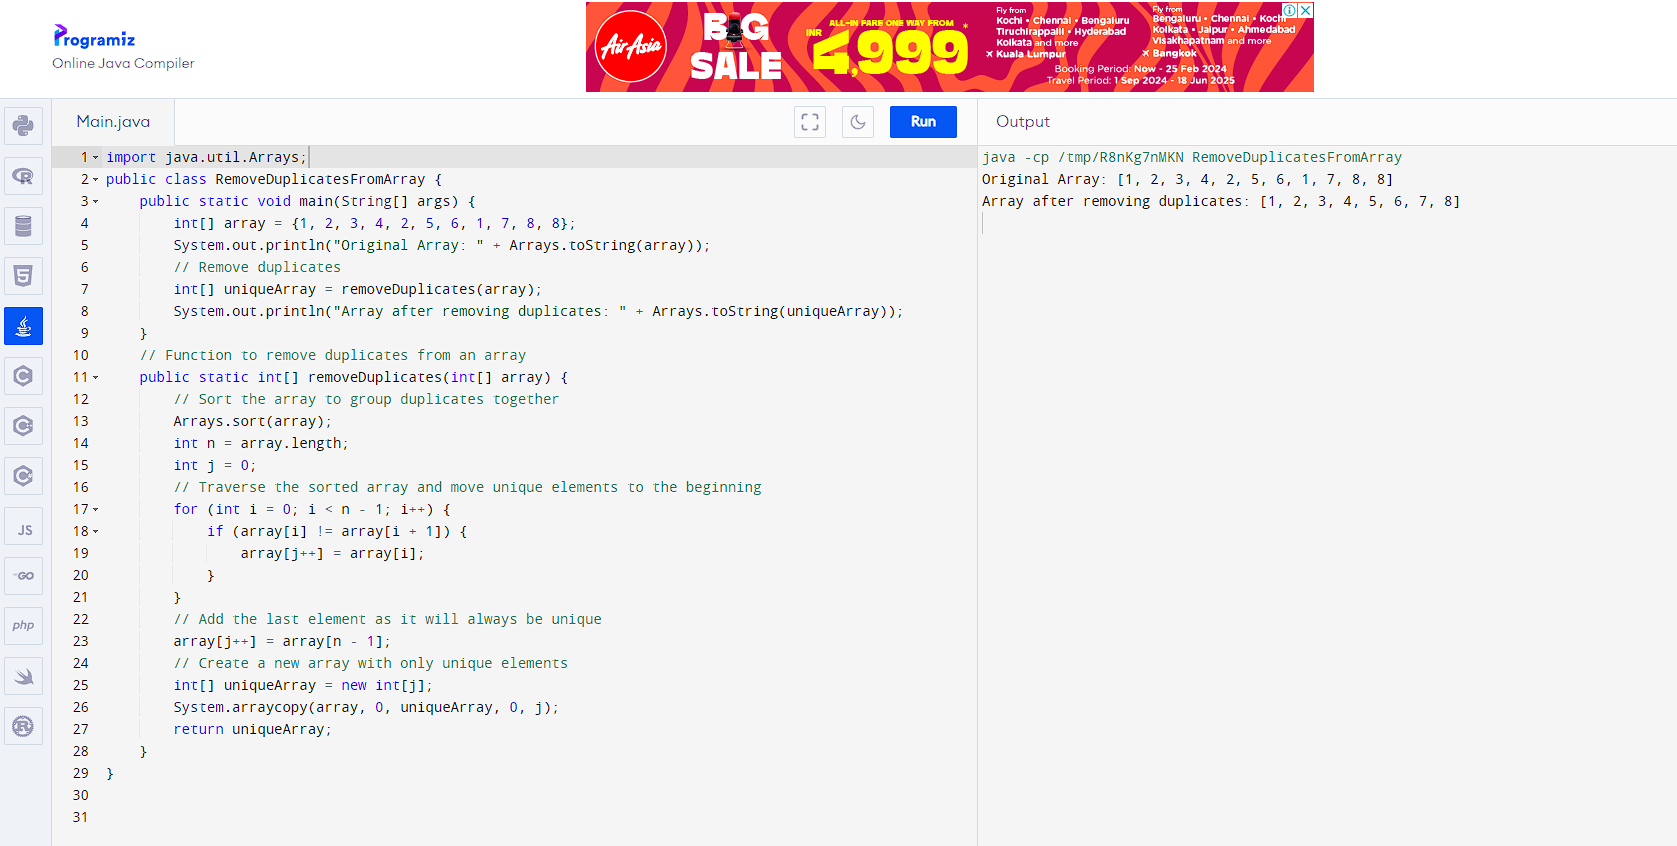 Programiz
Online Java Compiler
AirAsia
BIG
SALE
ALL-IN FARE ONE WAY FROM
INR 4,999*
Fly from
Kochi • Chennai • Bengaluru
Tiruchirappalli • Hyderabad
Kolkata and more
Kuala Lumpur
Fly from
Bengaluru • Chennai • Kochi
Kolkata • Jaipur • Ahmedabad
Visakhapatnam and more
Bangkok
Booking Period: Now - 25 Feb 2024
Travel Period: 1 Sep 2024 - 18 Jun 2025
Main.java
Run
Output
1 import java.util.Arrays;
2 public class RemoveDuplicatesFromArray {
3     public static void main(String[] args) {
4         int[] array = {1, 2, 3, 4, 2, 5, 6, 1, 7, 8, 8};
5         System.out.println("Original Array: " + Arrays.toString(array));
6         // Remove duplicates
7         int[] uniqueArray = removeDuplicates(array);
8         System.out.println("Array after removing duplicates: " + Arrays.toString(uniqueArray));
9     }
10     // Function to remove duplicates from an array
11     public static int[] removeDuplicates(int[] array) {
12         // Sort the array to group duplicates together
13         Arrays.sort(array);
14         int n = array.length;
15         int j = 0;
16         // Traverse the sorted array and move unique elements to the beginning
17         for (int i = 0; i < n - 1; i++) {
18             if (array[i] != array[i + 1]) {
19                 array[j++] = array[i];
20             }
21         }
22         // Add the last element as it will always be unique
23         array[j++] = array[n - 1];
24         // Create a new array with only unique elements
25         int[] uniqueArray = new int[j];
26         System.arraycopy(array, 0, uniqueArray, 0, j);
27         return uniqueArray;
28     }
29 }
30
31
java -cp /tmp/R8nKg7nMKN RemoveDuplicatesFromArray
Original Array: [1, 2, 3, 4, 2, 5, 6, 1, 7, 8, 8]
Array after removing duplicates: [1, 2, 3, 4, 5, 6, 7, 8]
R
5
C
C
C
JS
GO
php
R